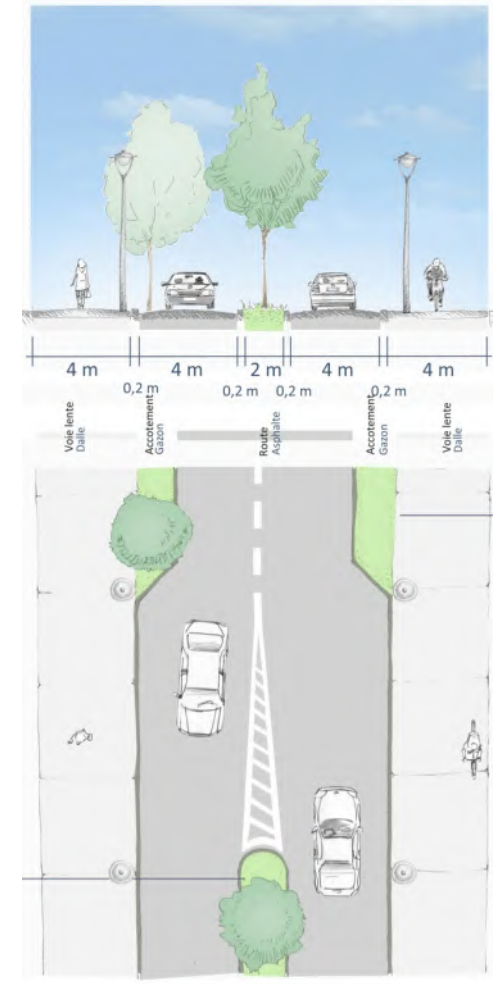 4 m 4 m 2 m 4 m 4 m
0,2 m 0,2 m 0,2 m 0,2 m
Voie lente
Dalle
Accotement
Gazon
Route
Asphalte
Accotement
Gazon
Voie lente
Dalle